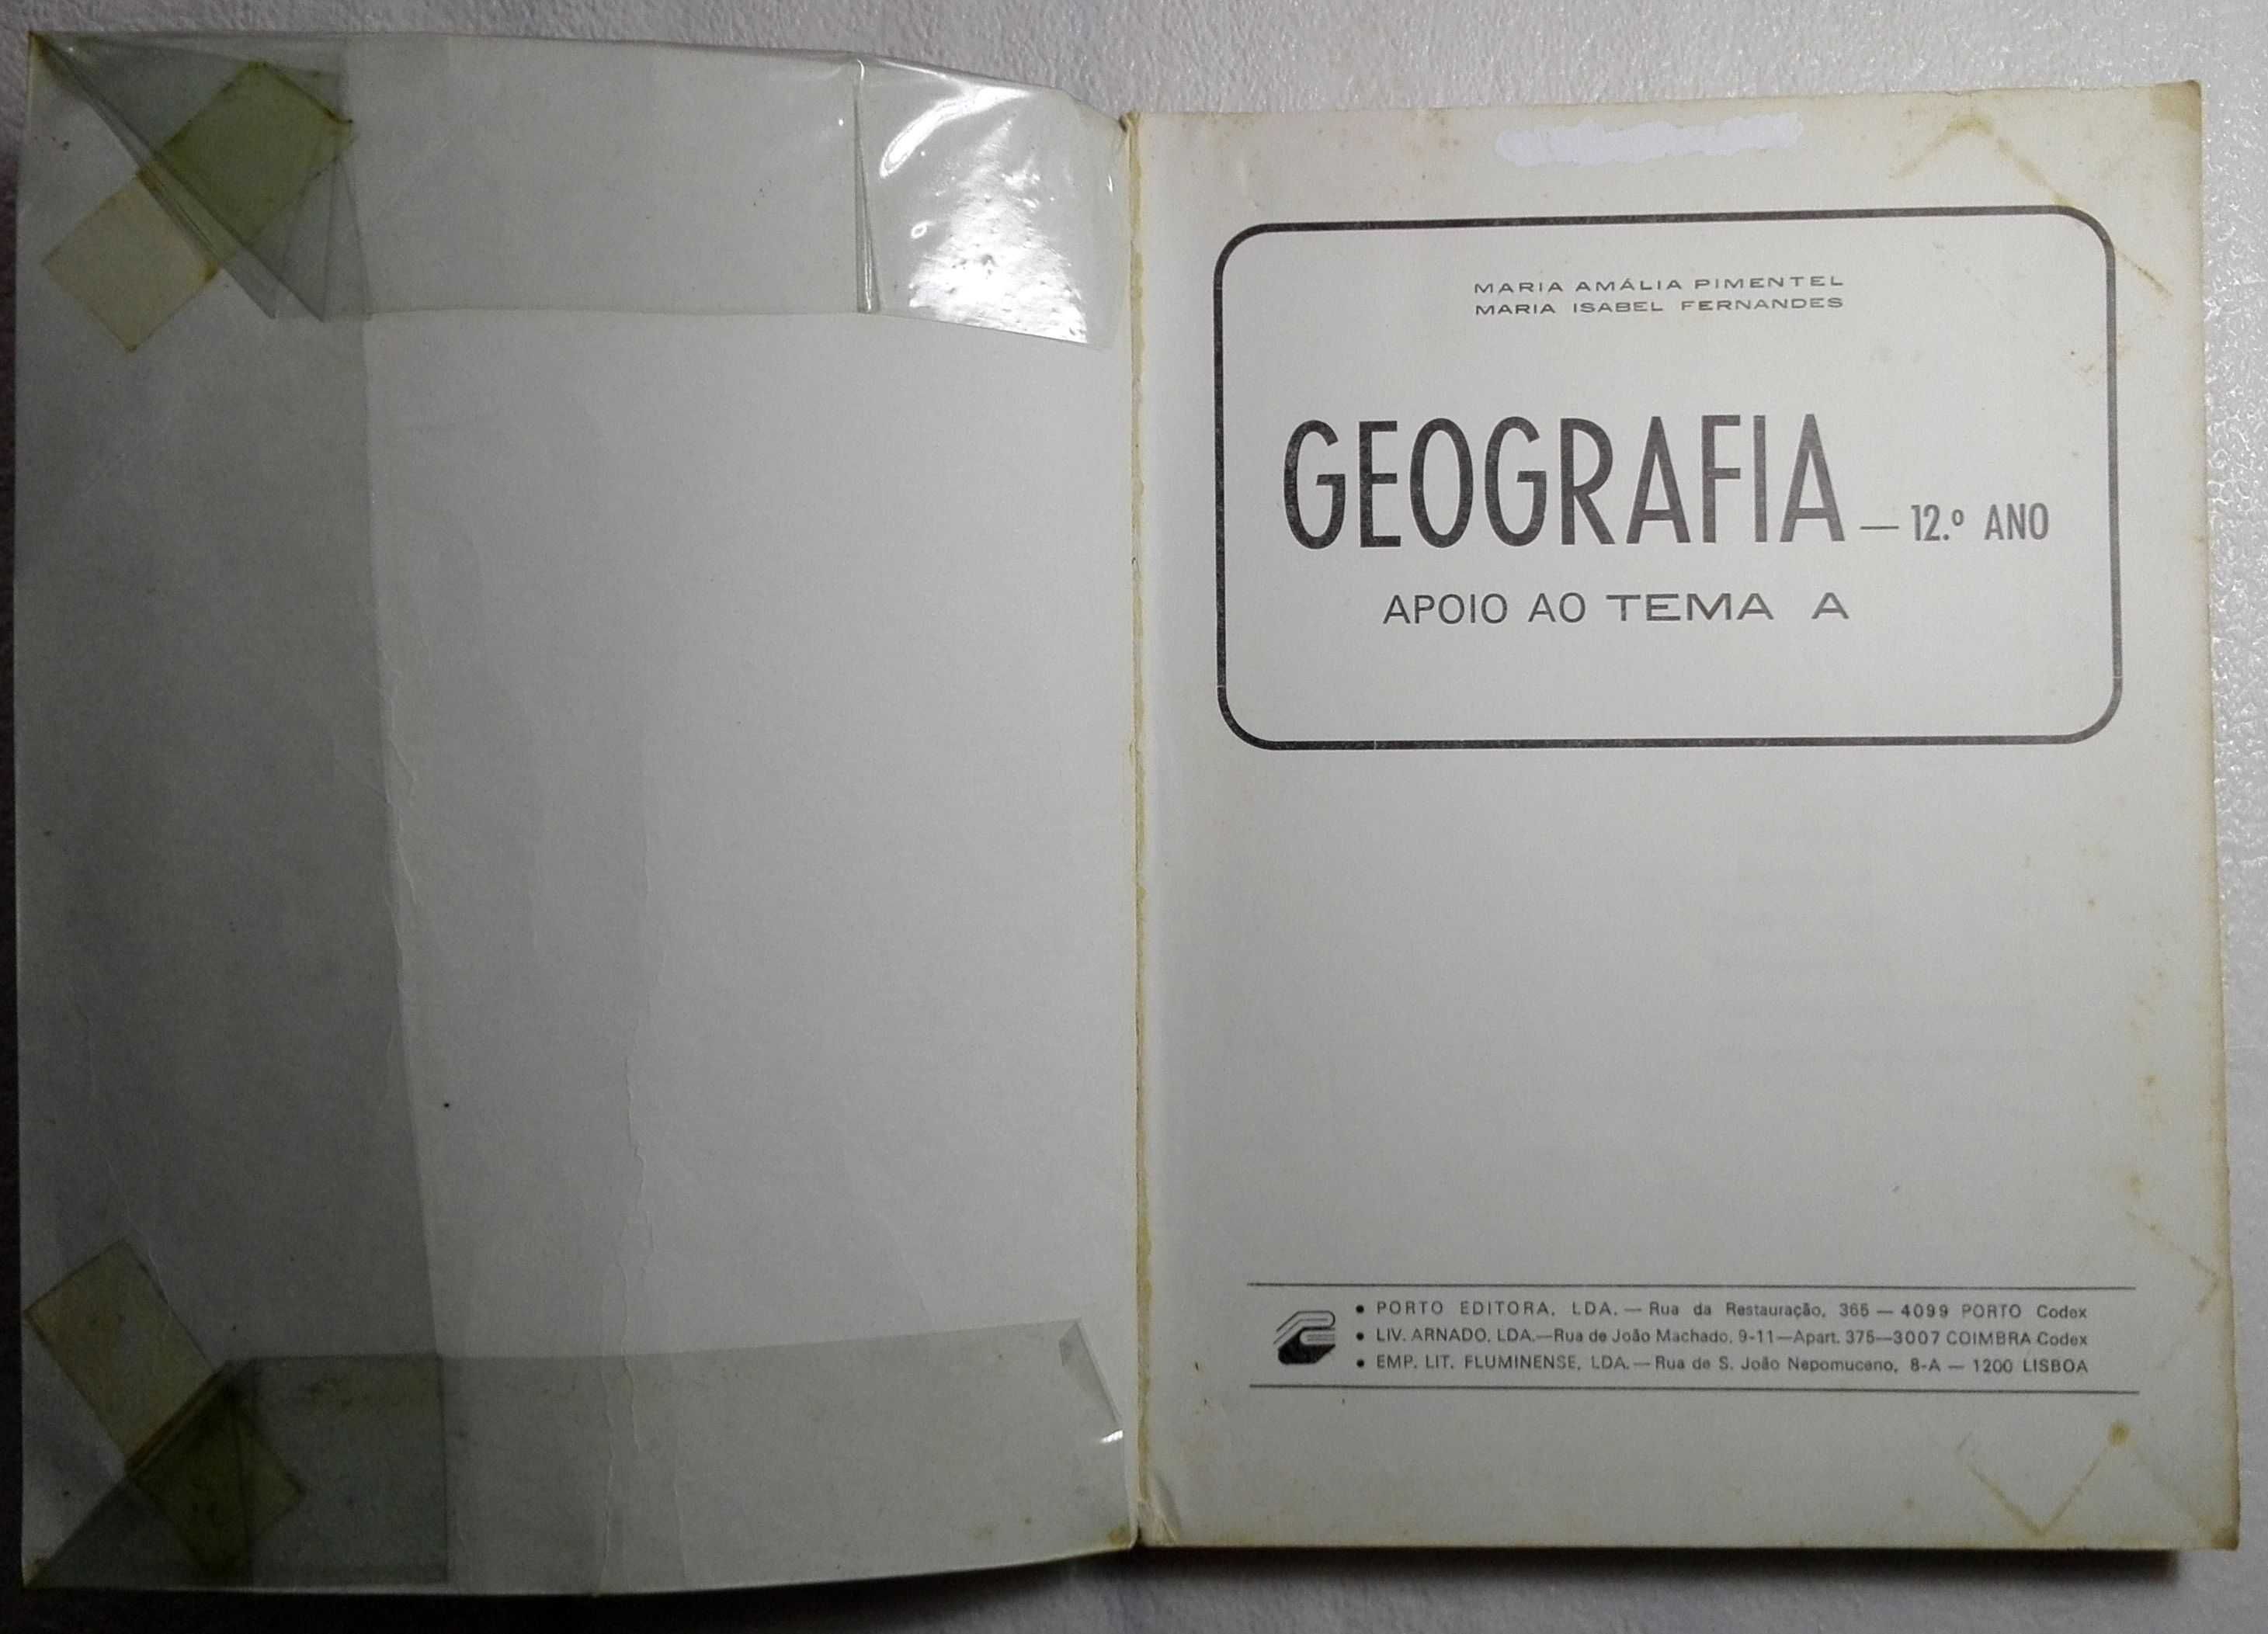 MARIA AMÁLIA PIMENTEL
MARIA ISABEL FERNANDES
GEOGRAFIA — 12.º ANO
APOIO AO TEMA A
• PORTO EDITORA, LDA. — Rua da Restauração, 365 — 4099 PORTO Codex
• LIV. ARNADO, LDA.—Rua de João Machado, 9-11—Apart. 375—3007 COIMBRA Codex
• EMP. LIT. FLUMINENSE, LDA. — Rua de S. João Nepomuceno, 8-A — 1200 LISBOA